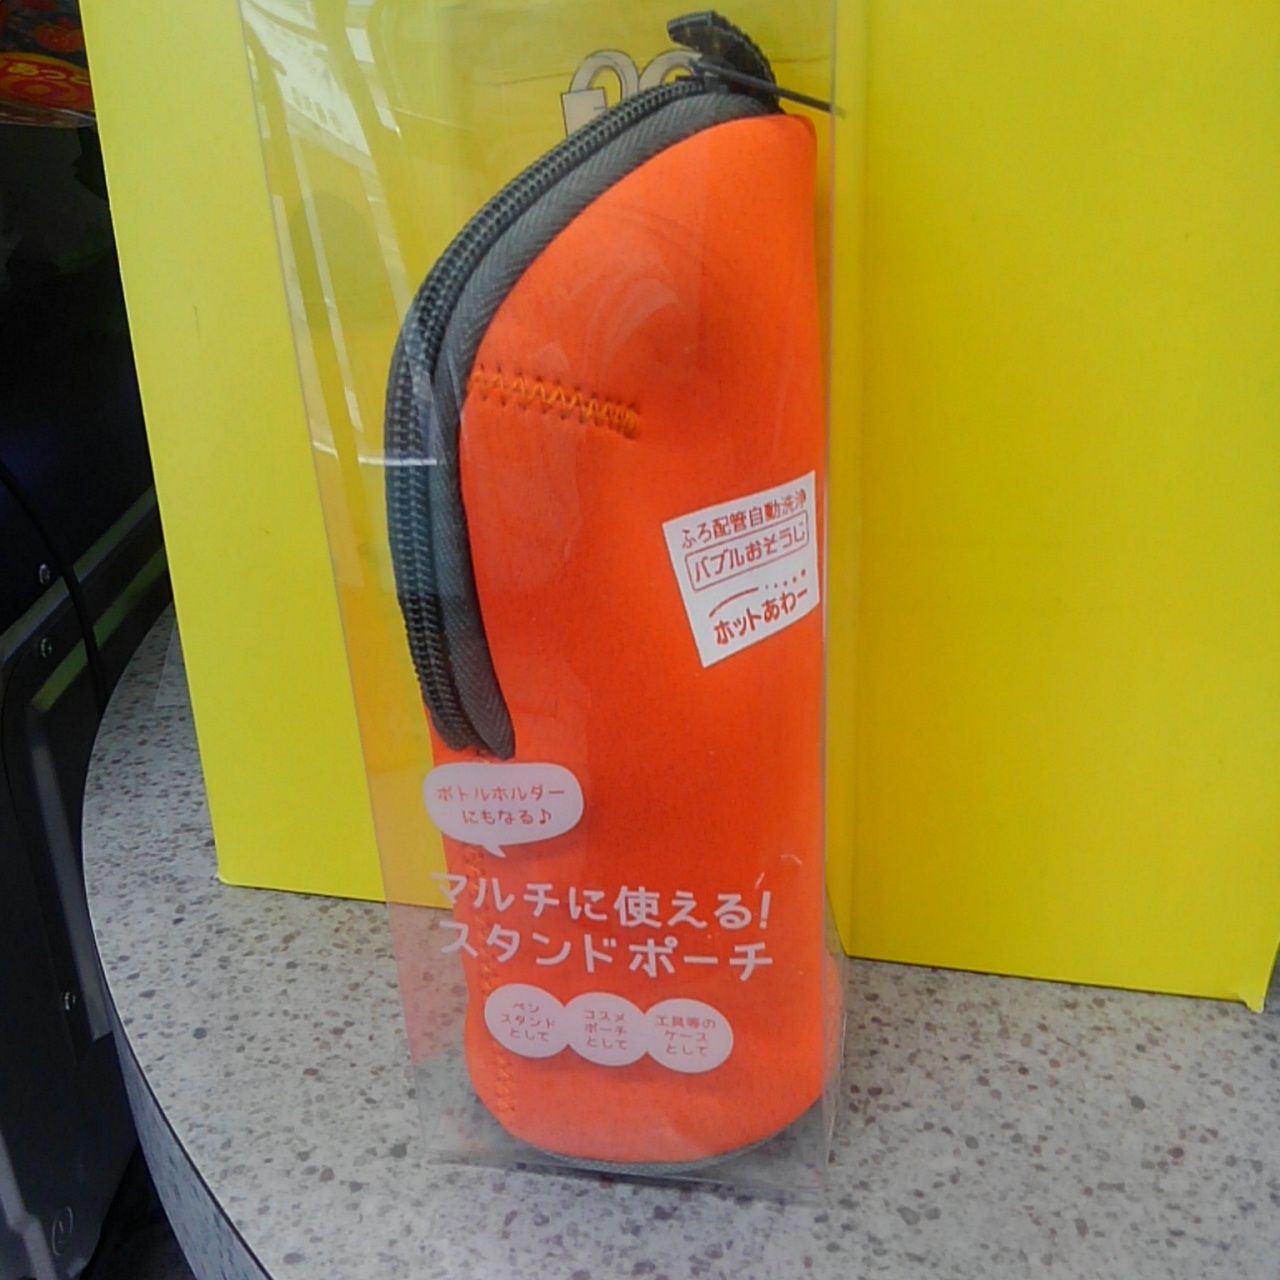 ふろ配管自動洗浄
バブルおそうじ
ホットあわー
ボトルホルダー
にもなる♪
マルチに使える!
スタンドポーチ
ペン
スタンド
として
コスメ
ポーチ
として
工具等の
ケース
として